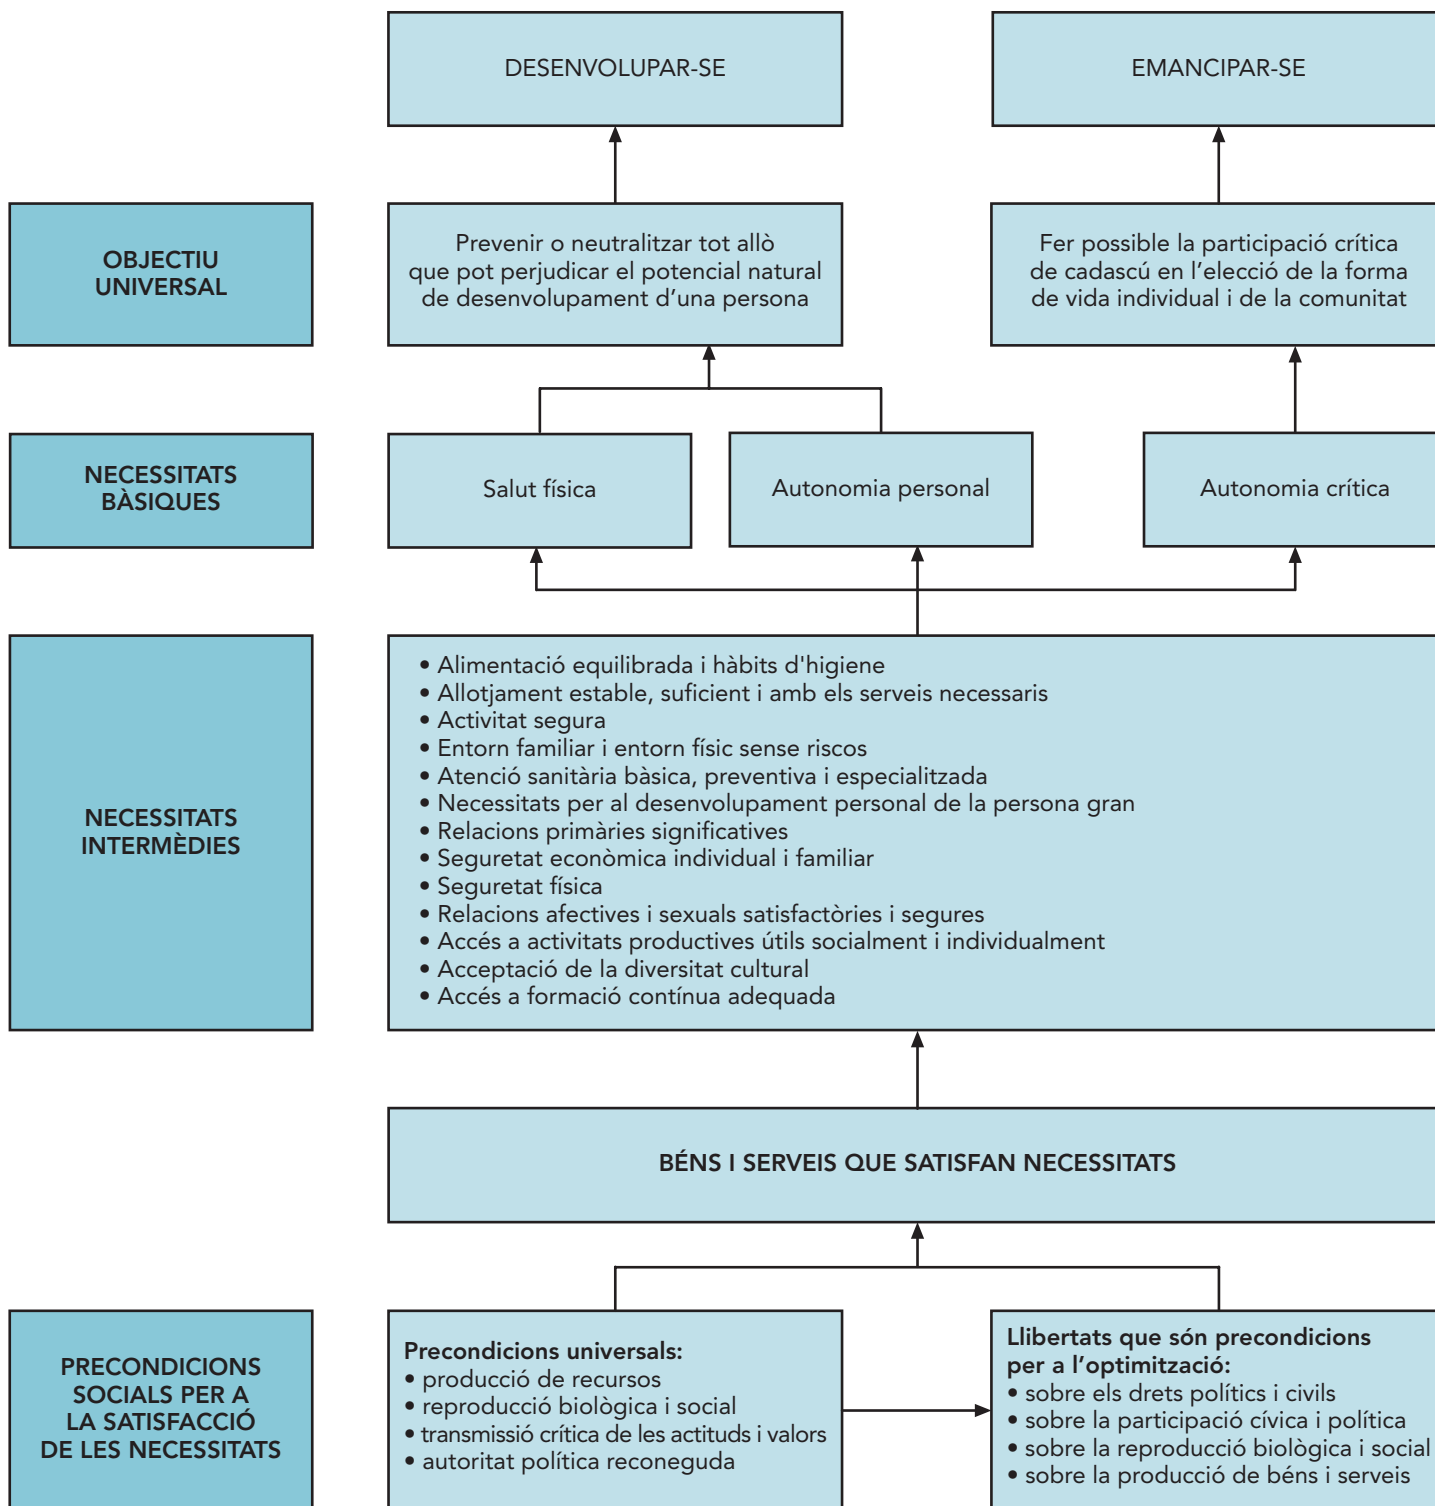 DESENVOLUPAR-SE
EMANCIPAR-SE
OBJECTIU
UNIVERSAL
Prevenir o neutralitzar tot allò
que pot perjudicar el potencial natural
de desenvolupament d’una persona
Fer possible la participació crítica
de cadascú en l’elecció de la forma
de vida individual i de la comunitat
NECESSITATS
BÀSIQUES
Salut física
Autonomia personal
Autonomia crítica
NECESSITATS
INTERMÈDIES
• Alimentació equilibrada i hàbits d'higiene
• Allotjament estable, suficient i amb els serveis necessaris
• Activitat segura
• Entorn familiar i entorn físic sense riscos
• Atenció sanitària bàsica, preventiva i especialitzada
• Necessitats per al desenvolupament personal de la persona gran
• Relacions primàries significatives
• Seguretat econòmica individual i familiar
• Seguretat física
• Relacions afectives i sexuals satisfactòries i segures
• Accés a activitats productives útils socialment i individualment
• Acceptació de la diversitat cultural
• Accés a formació contínua adequada
BÉNS I SERVEIS QUE SATISFAN NECESSITATS
PRECONDICIONS
SOCIALS PER A
LA SATISFACCIÓ
DE LES NECESSITATS
Precondicions universals:
• producció de recursos
• reproducció biològica i social
• transmissió crítica de les actituds i valors
• autoritat política reconeguda
Llibertats que són precondicions
per a l’optimització:
• sobre els drets polítics i civils
• sobre la participació cívica i política
• sobre la reproducció biològica i social
• sobre la producció de béns i serveis